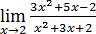 lim x→2 3x²+5x-2 / x²+3x+2